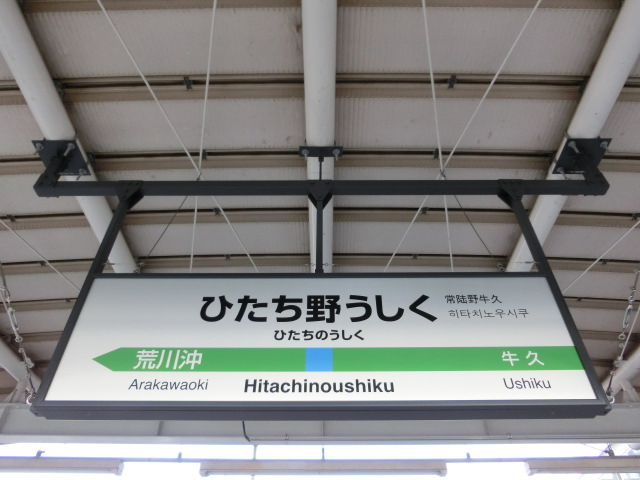 ひたち野うしく 常陸野牛久
히타치노우시쿠
ひたちのうしく
荒川沖 牛久
Arakawaoki Hitachinoushiku Ushiku